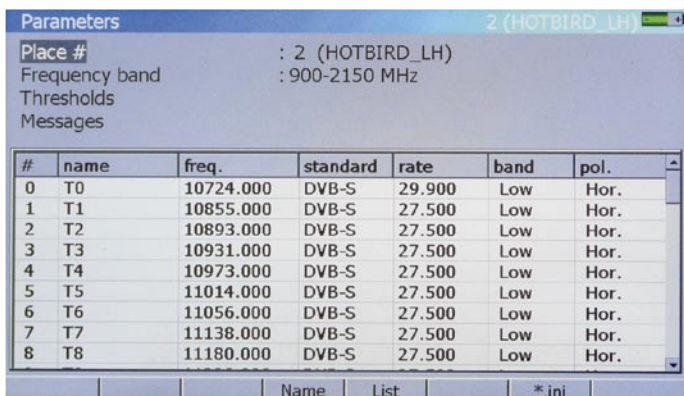 Parameters 2 (HOTBIRD_LH)
Place # : 2 (HOTBIRD_LH)
Frequency band : 900-2150 MHz
Thresholds
Messages
# name freq. standard rate band pol.
0 T0 10724.000 DVB-S 29.900 Low Hor.
1 T1 10855.000 DVB-S 27.500 Low Hor.
2 T2 10893.000 DVB-S 27.500 Low Hor.
3 T3 10931.000 DVB-S 27.500 Low Hor.
4 T4 10973.000 DVB-S 27.500 Low Hor.
5 T5 11014.000 DVB-S 27.500 Low Hor.
6 T6 11056.000 DVB-S 27.500 Low Hor.
7 T7 11138.000 DVB-S 27.500 Low Hor.
8 T8 11180.000 DVB-S 27.500 Low Hor.
Name List *.ini